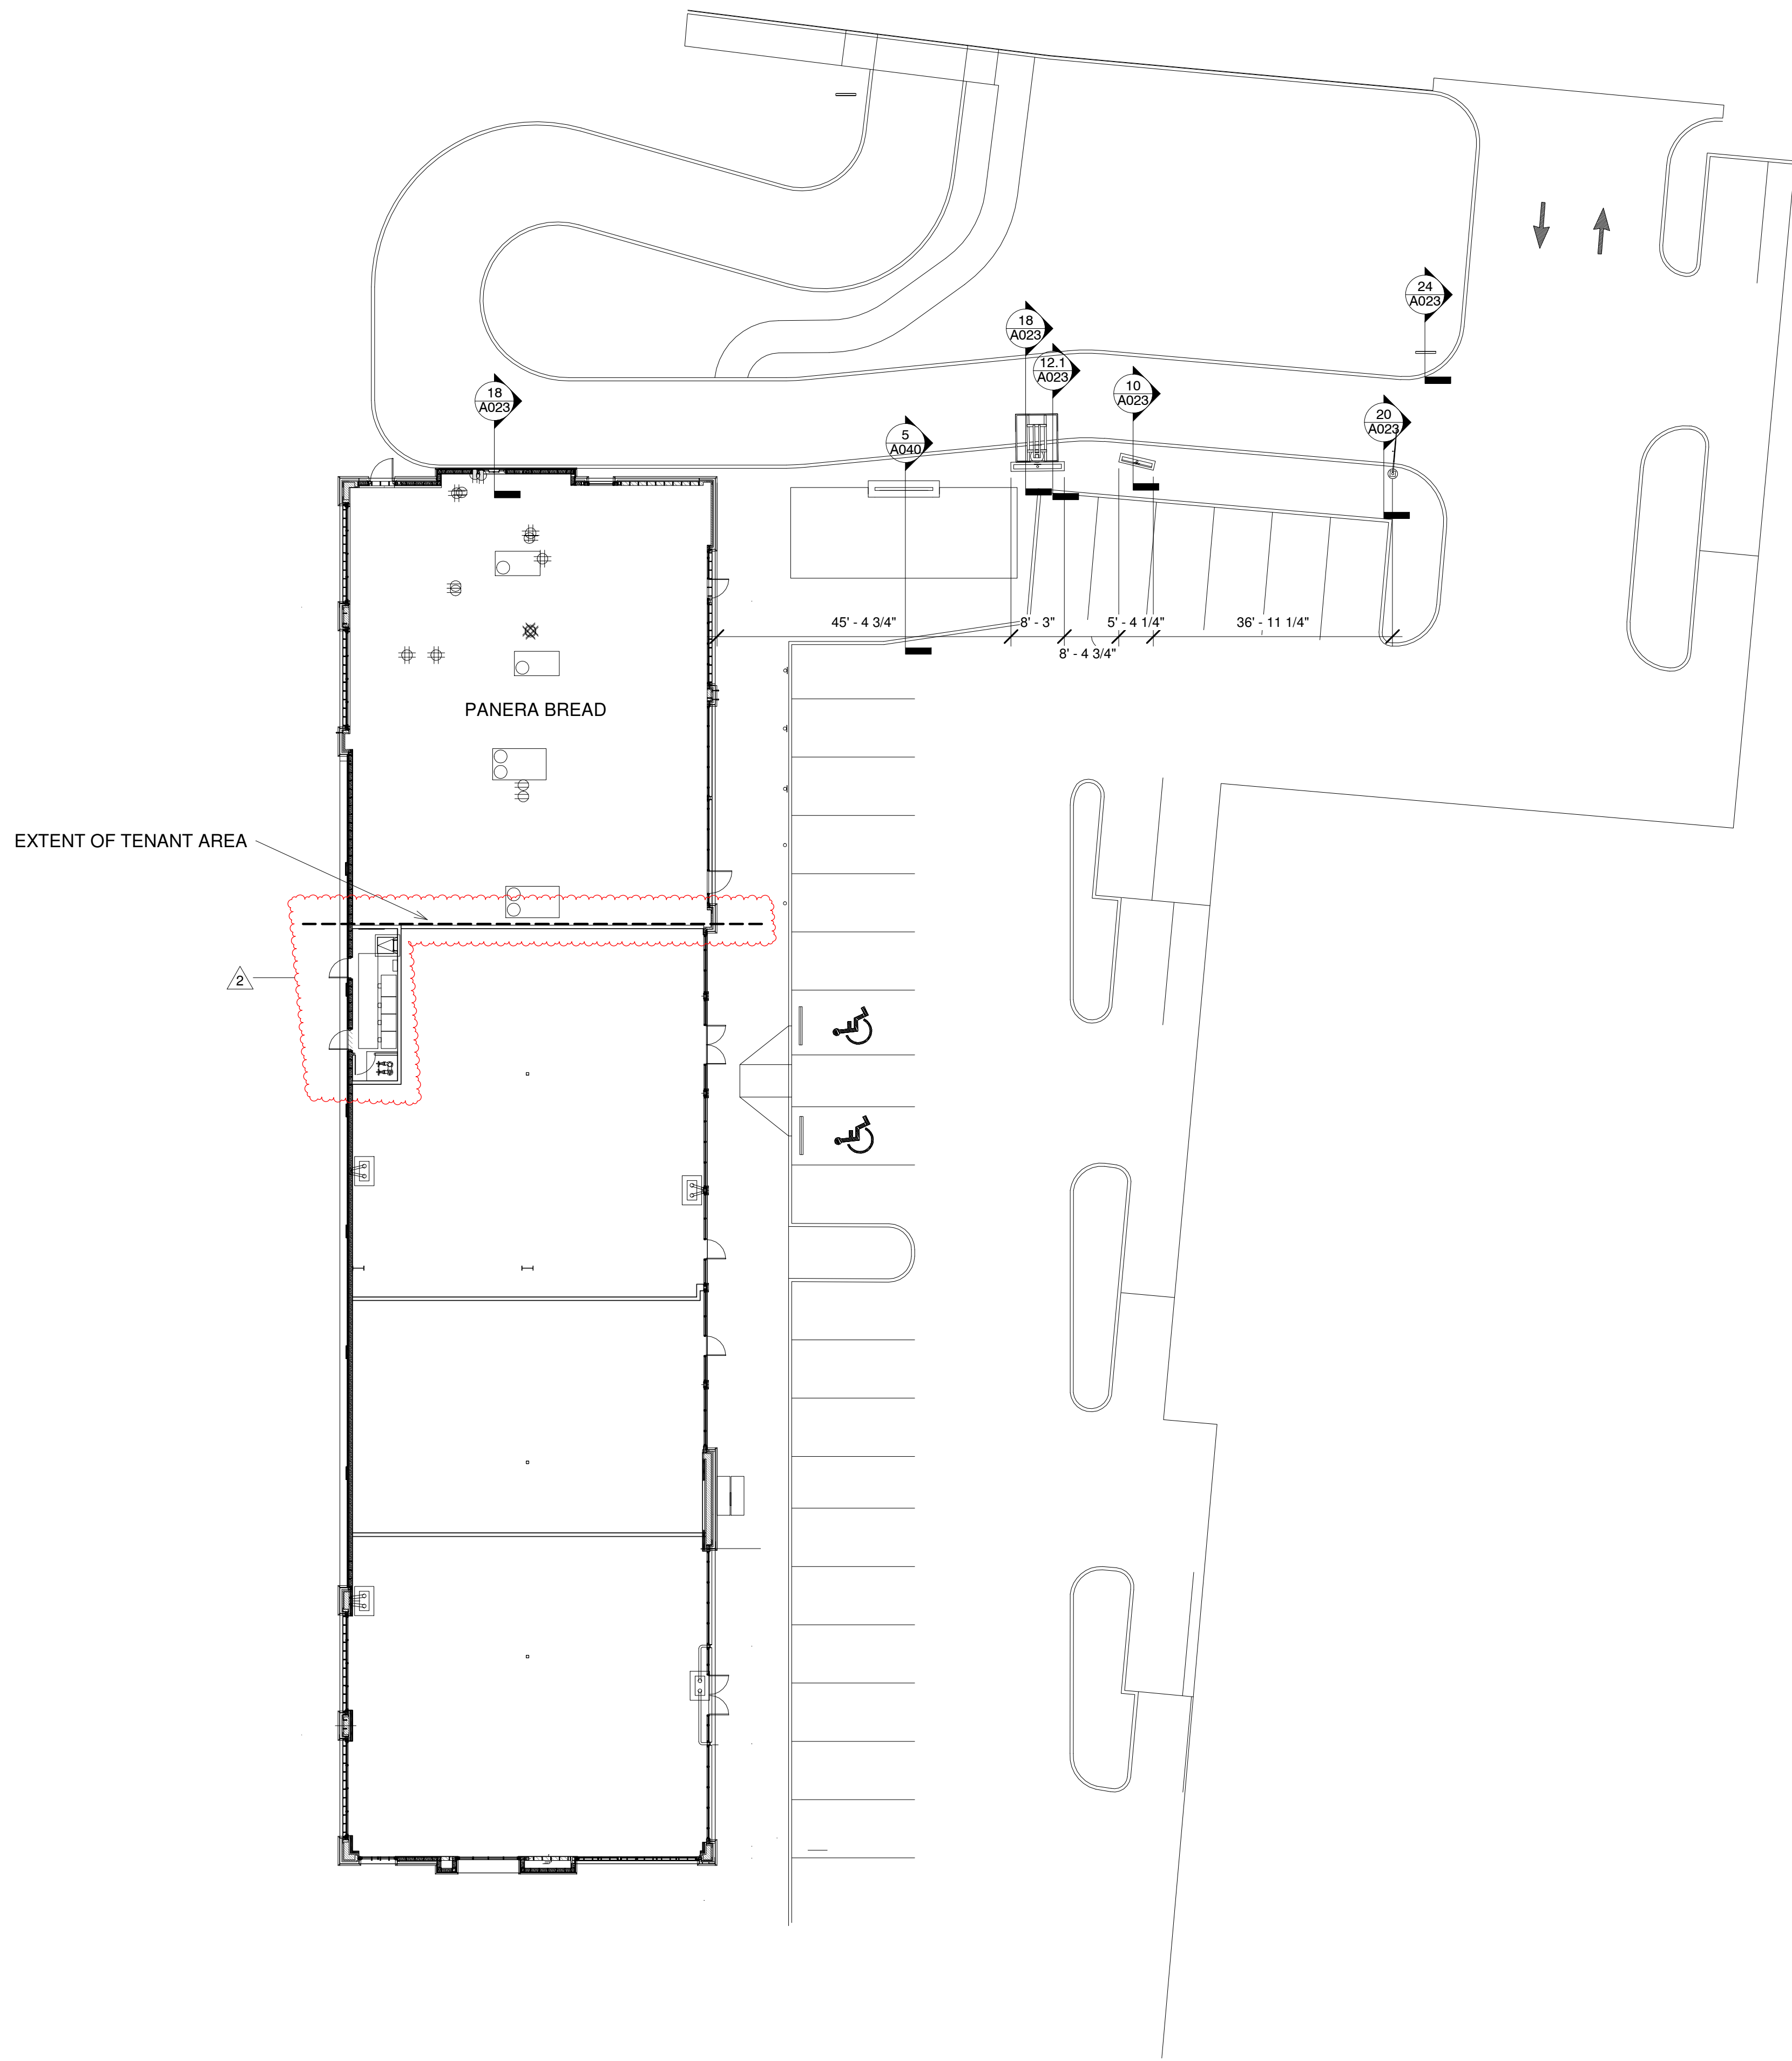 24
A023
18
A023
12.1
A023
10
A023
18
A023
20
A023
5
A040
45' - 4 3/4"
8' - 3"
5' - 4 1/4"
36' - 11 1/4"
8' - 4 3/4"
PANERA BREAD
EXTENT OF TENANT AREA
2